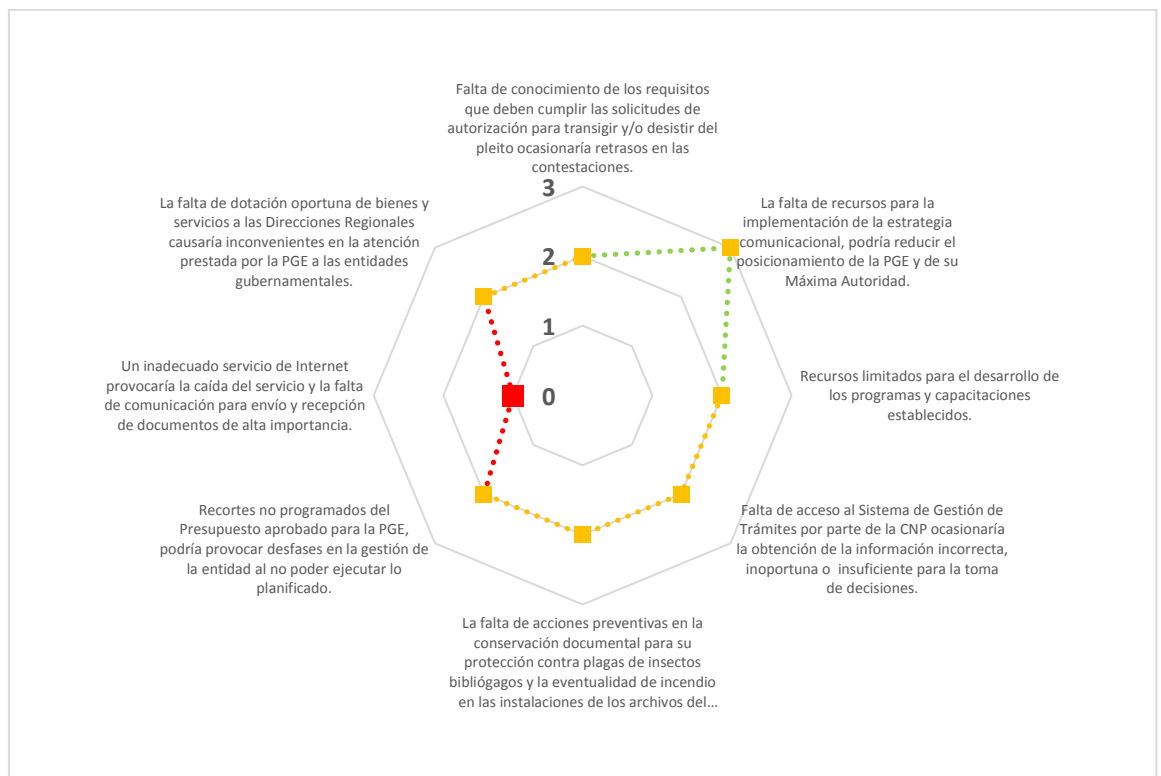 Falta de conocimiento de los requisitos
que deben cumplir las solicitudes de
autorización para transigir y/o desistir del
pleito ocasionaría retrasos en las
contestaciones.
3
2
1
0
La falta de recursos para la
implementación de la estrategia
comunicacional, podría reducir el
posicionamiento de la PGE y de su
Máxima Autoridad.
Recursos limitados para el desarrollo de
los programas y capacitaciones
establecidos.
Falta de acceso al Sistema de Gestión de
Trámites por parte de la CNP ocasionaría
la obtención de la información incorrecta,
inoportuna o insuficiente para la toma
de decisiones.
La falta de acciones preventivas en la
conservación documental para su
protección contra plagas de insectos
bibliógagos y la eventualidad de incendio
en las instalaciones de los archivos del…
Recortes no programados del
Presupuesto aprobado para la PGE,
podría provocar desfases en la gestión de
la entidad al no poder ejecutar lo
planificado.
Un inadecuado servicio de Internet
provocaría la caída del servicio y la falta
de comunicación para envío y recepción
de documentos de alta importancia.
La falta de dotación oportuna de bienes y
servicios a las Direcciones Regionales
causaría inconvenientes en la atención
prestada por la PGE a las entidades
gubernamentales.